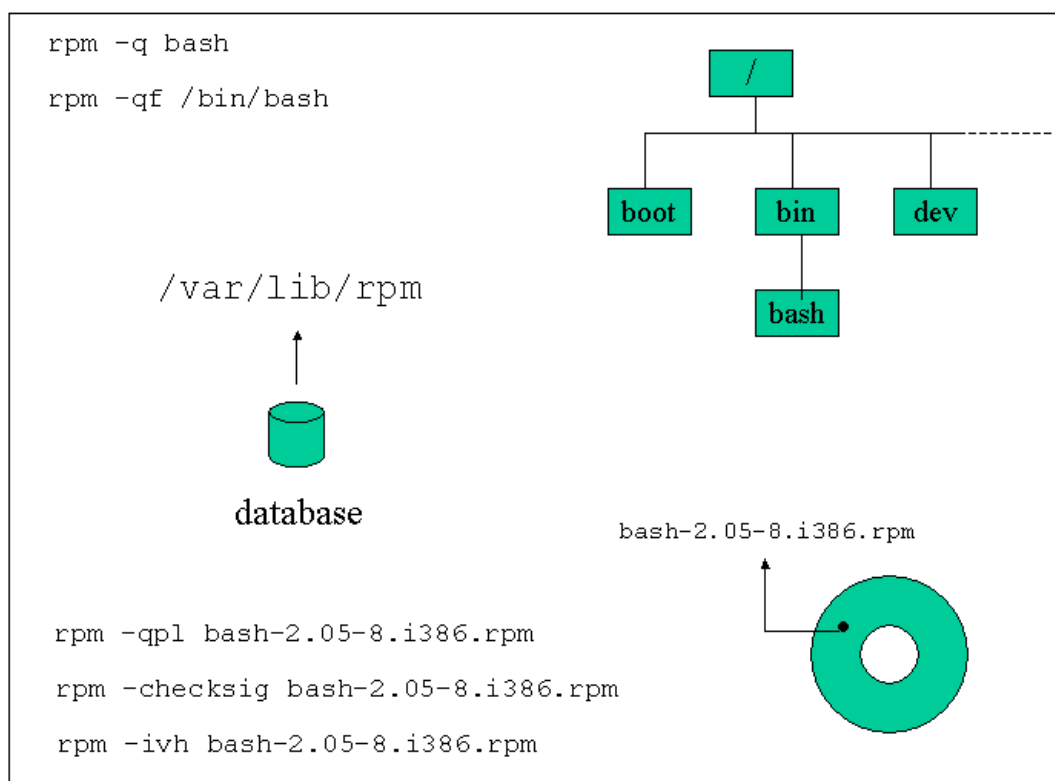 rpm -q bash
rpm -qf /bin/bash
/
boot
bin
dev
bash
/var/lib/rpm
database
bash-2.05-8.i386.rpm
rpm -qpl bash-2.05-8.i386.rpm
rpm -checksig bash-2.05-8.i386.rpm
rpm -ivh bash-2.05-8.i386.rpm